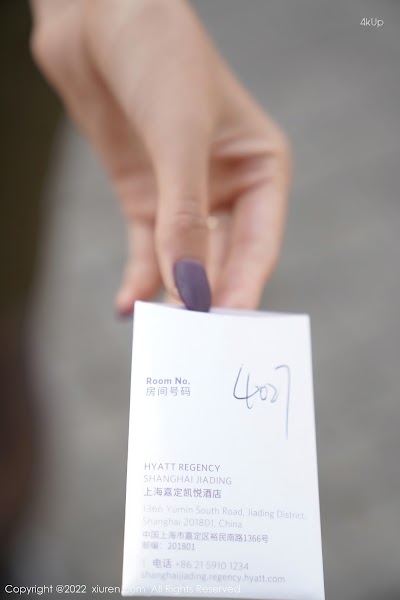 4kUp
Room No.
房间号码
4007
HYATT REGENCY
SHANGHAI JIADING
上海嘉定凯悦酒店
1366 Yumin South Road, Jiading District,
Shanghai 201801, China
中国上海市嘉定区裕民南路1366号
邮编：201801
电话 +86 21 5910 1234
shanghaijiading.regency.hyatt.com
Copyright @2022 xiuren.com All Rights Reserved